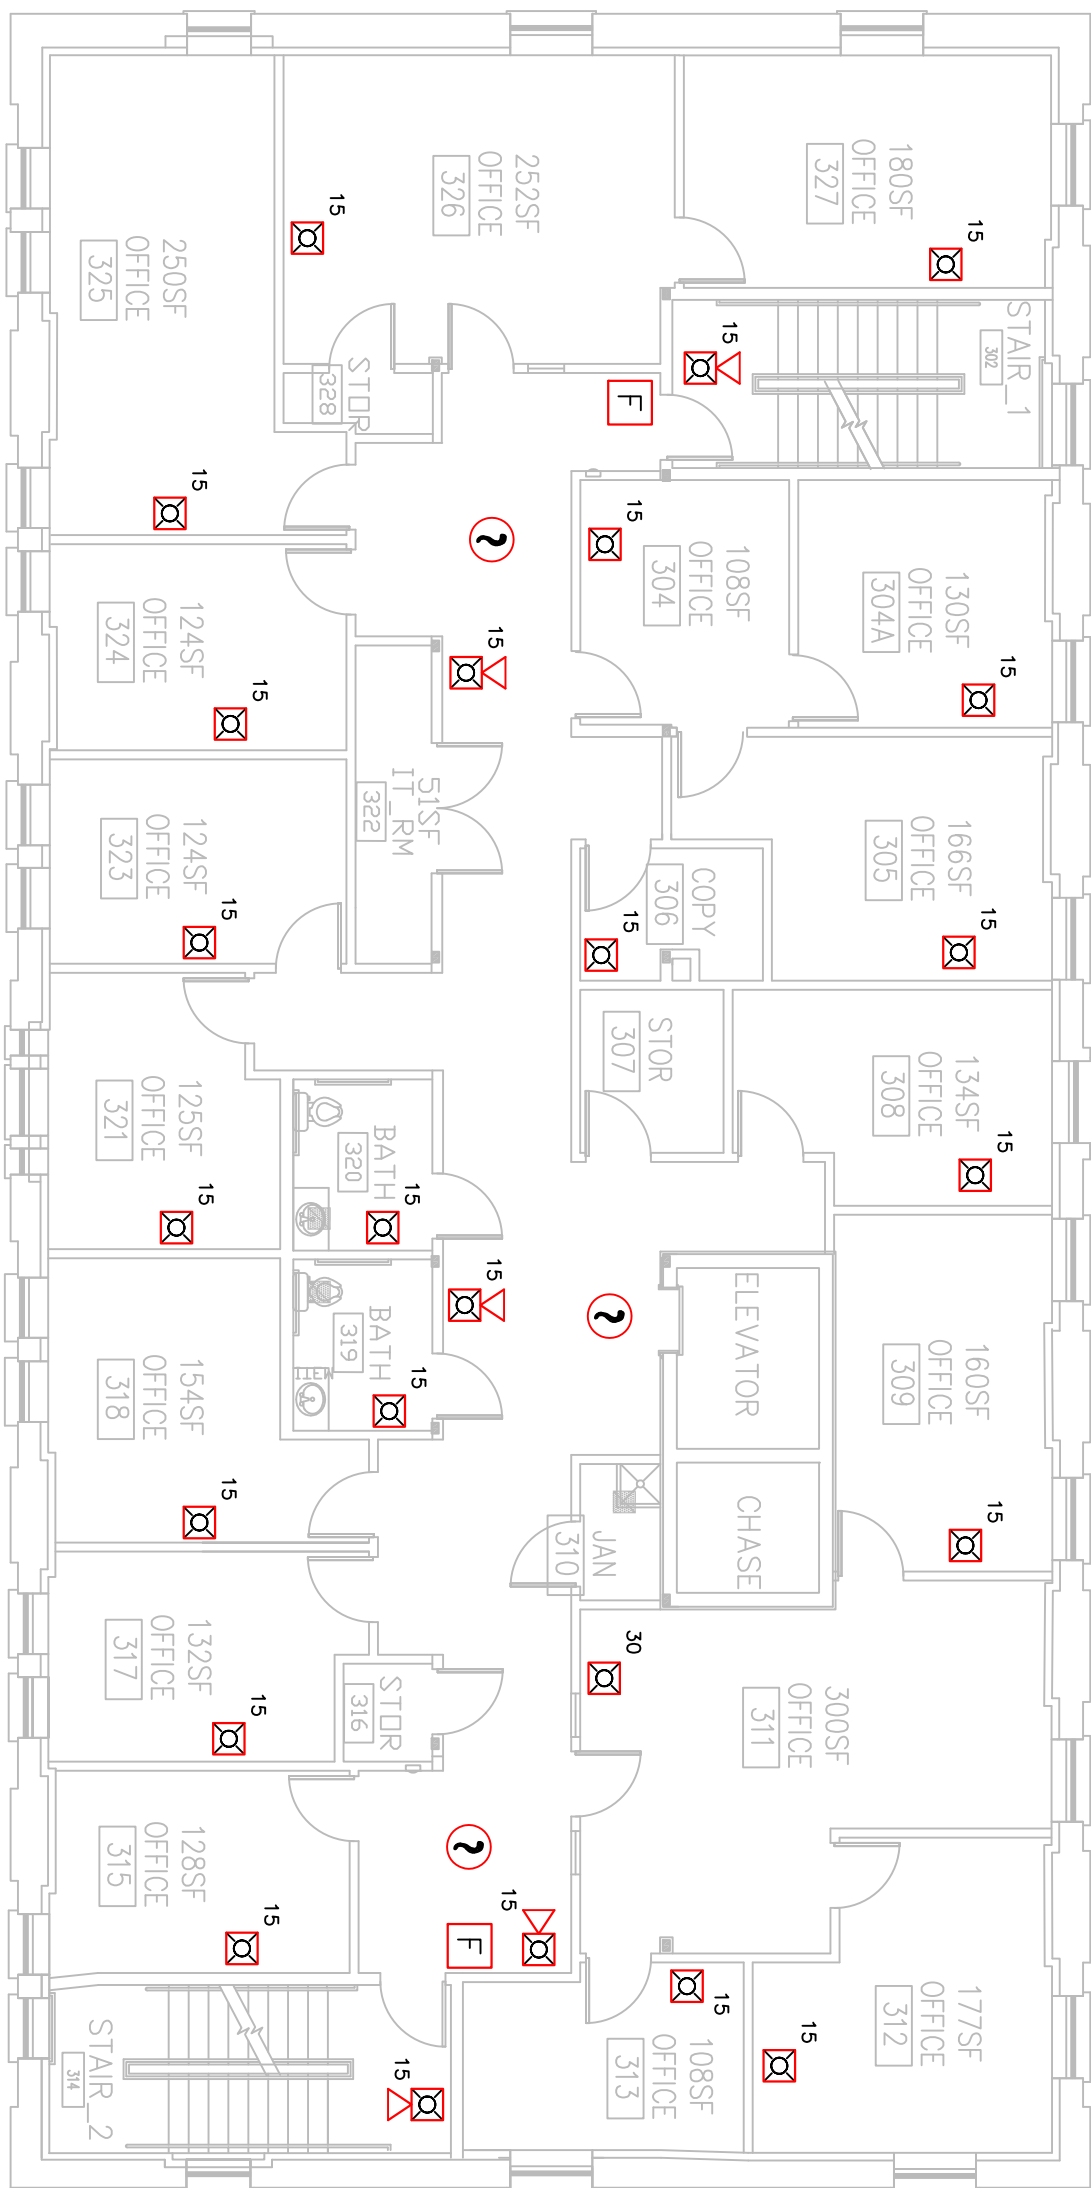 180SF
OFFICE
327
15
252SF
OFFICE
326
15
250SF
OFFICE
325
15
STAIR_1
302
15
F
STOR
328
130SF
OFFICE
304A
15
108SF
OFFICE
304
15
15
124SF
OFFICE
324
15
166SF
OFFICE
305
15
COPY
306
15
51SF
IT_RM
322
124SF
OFFICE
323
15
134SF
OFFICE
308
15
STOR
307
BATH
320
15
125SF
OFFICE
321
15
160SF
OFFICE
309
15
ELEVATOR
15
BATH
319
15
154SF
OFFICE
318
15
CHASE
JAN
310
300SF
OFFICE
311
30
STOR
316
132SF
OFFICE
317
15
177SF
OFFICE
312
15
108SF
OFFICE
313
15
15
F
128SF
OFFICE
315
15
STAIR_2
314
15